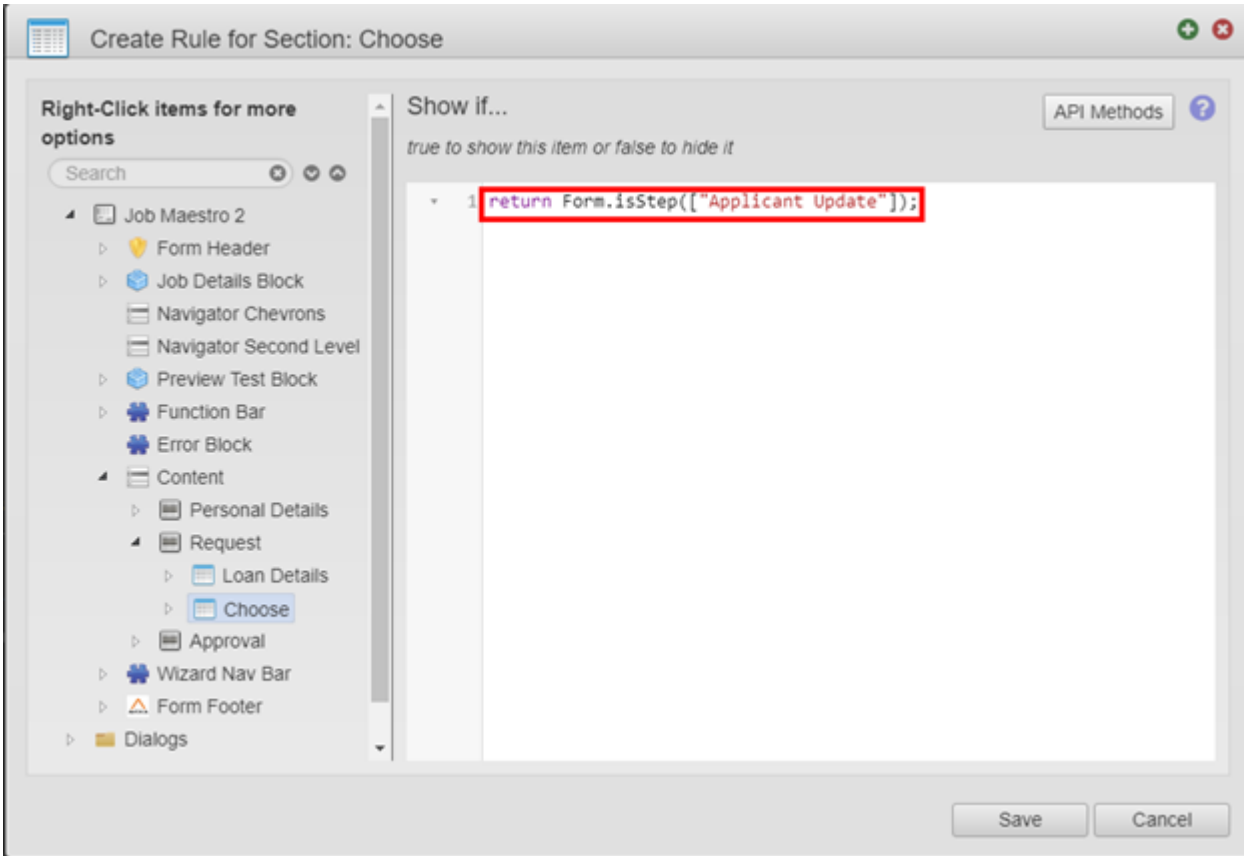 Create Rule for Section: Choose
Right-Click items for more
options
Search
Job Maestro 2
Form Header
Job Details Block
Navigator Chevrons
Navigator Second Level
Preview Test Block
Function Bar
Error Block
Content
Personal Details
Request
Loan Details
Choose
Approval
Wizard Nav Bar
Form Footer
Dialogs
Show if...
API Methods
?
true to show this item or false to hide it
1 return Form.isStep(["Applicant Update"]);
Save
Cancel